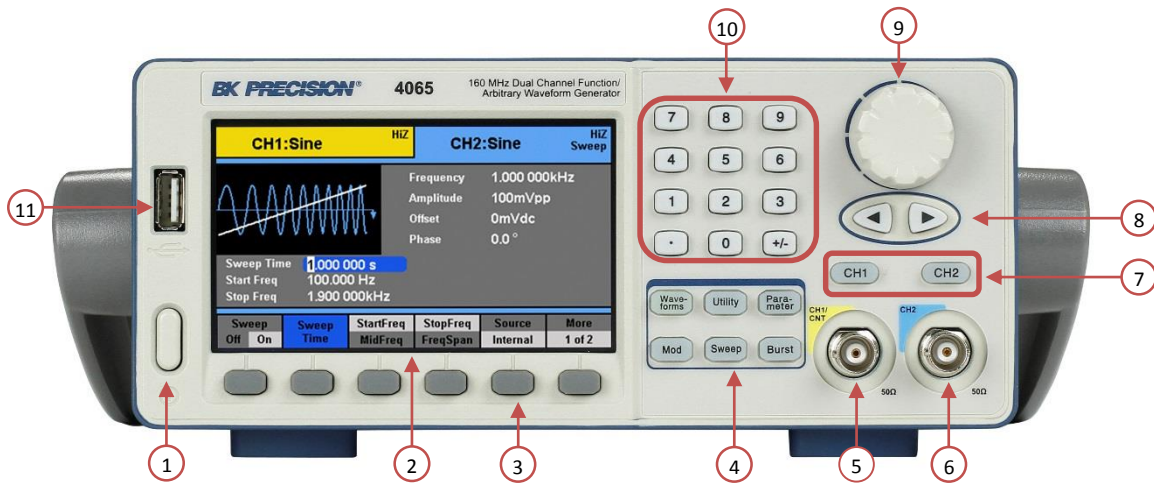 10
9
BK PRECISION® 4065 160 MHz Dual Channel Function/
Arbitrary Waveform Generator
CH1:Sine HiZ CH2:Sine HiZ
Sweep
Frequency 1.000 000kHz
Amplitude 100mVpp
Offset 0mVdc
Phase 0.0 °
Sweep Time 1.000 000 s
Start Freq 100.000 Hz
Stop Freq 1.900 000kHz
Sweep
Off On
Sweep
Time
StartFreq
MidFreq
StopFreq
FreqSpan
Source
Internal
More
1 of 2
7 8 9
4 5 6
1 2 3
. 0 +/-
Wave-
forms
Utility
Para-
meter
Mod Sweep Burst
CH1 CH2
CH1/
CNT
CH2
50Ω
50Ω
11
8
7
1
2
3
4
5
6